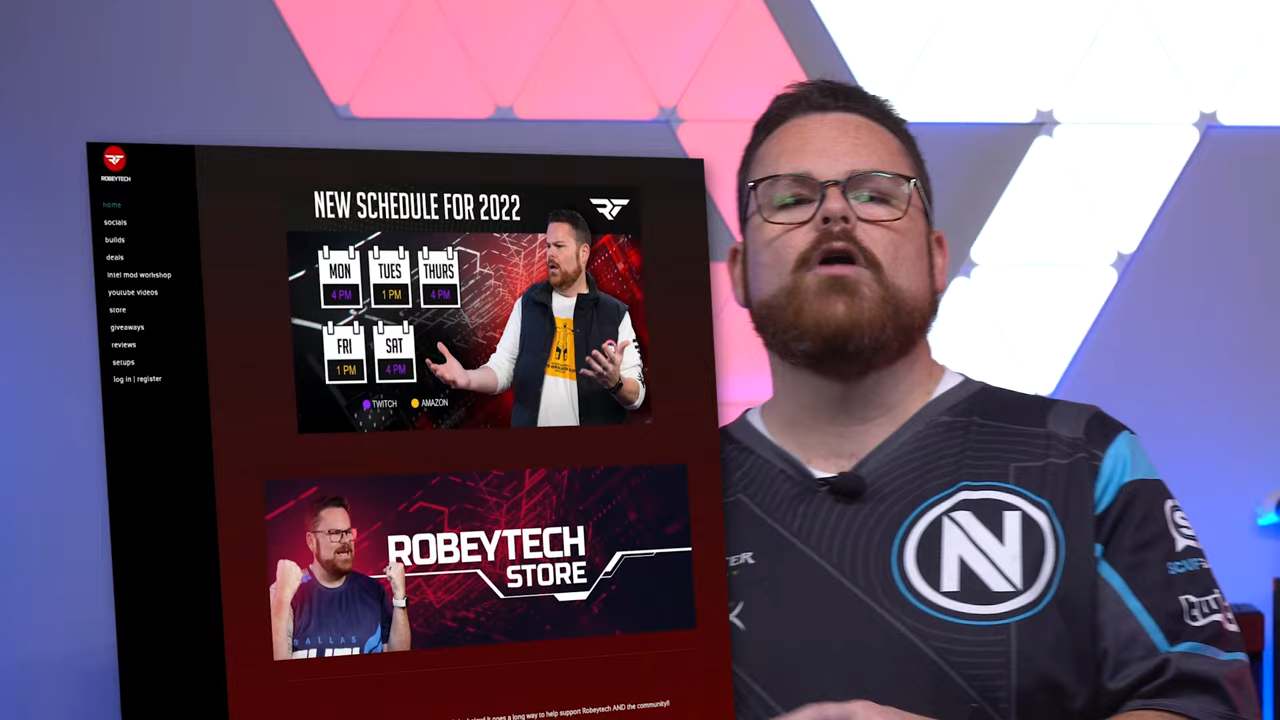 ROBEYTECH
home
socials
builds
deals
intel mod workshop
youtube videos
store
giveaways
reviews
setups
log in | register
NEW SCHEDULE FOR 2022
MON
4 PM
TUES
1 PM
THURS
4 PM
FRI
1 PM
SAT
4 PM
TWITCH
AMAZON
ROBEYTECH
STORE
DALLAS
it goes a long way to help support Robeytech AND the community!!
N